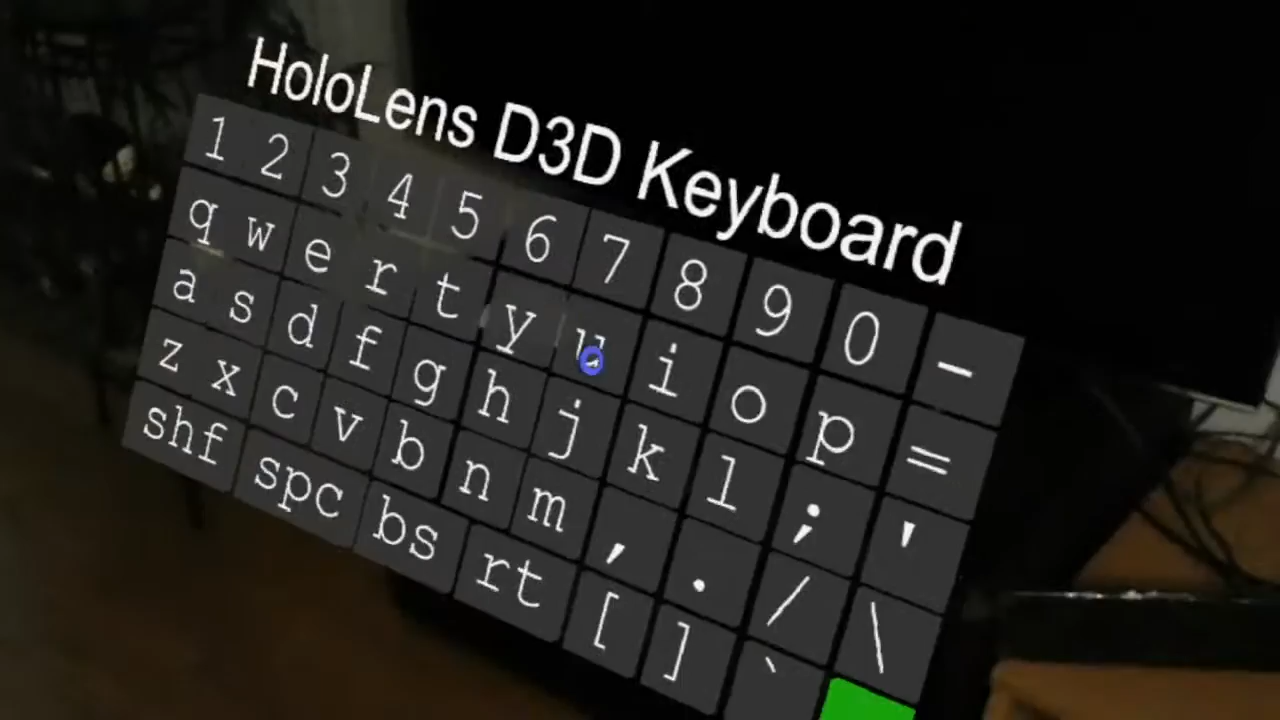 HoloLens D3D Keyboard
1 2 3 4 5 6 7 8 9 0 -
q w e r t y u i o p =
a s d f g h j k l ; '
z x c v b n m , . / \
shf spc bs rt [ ] `